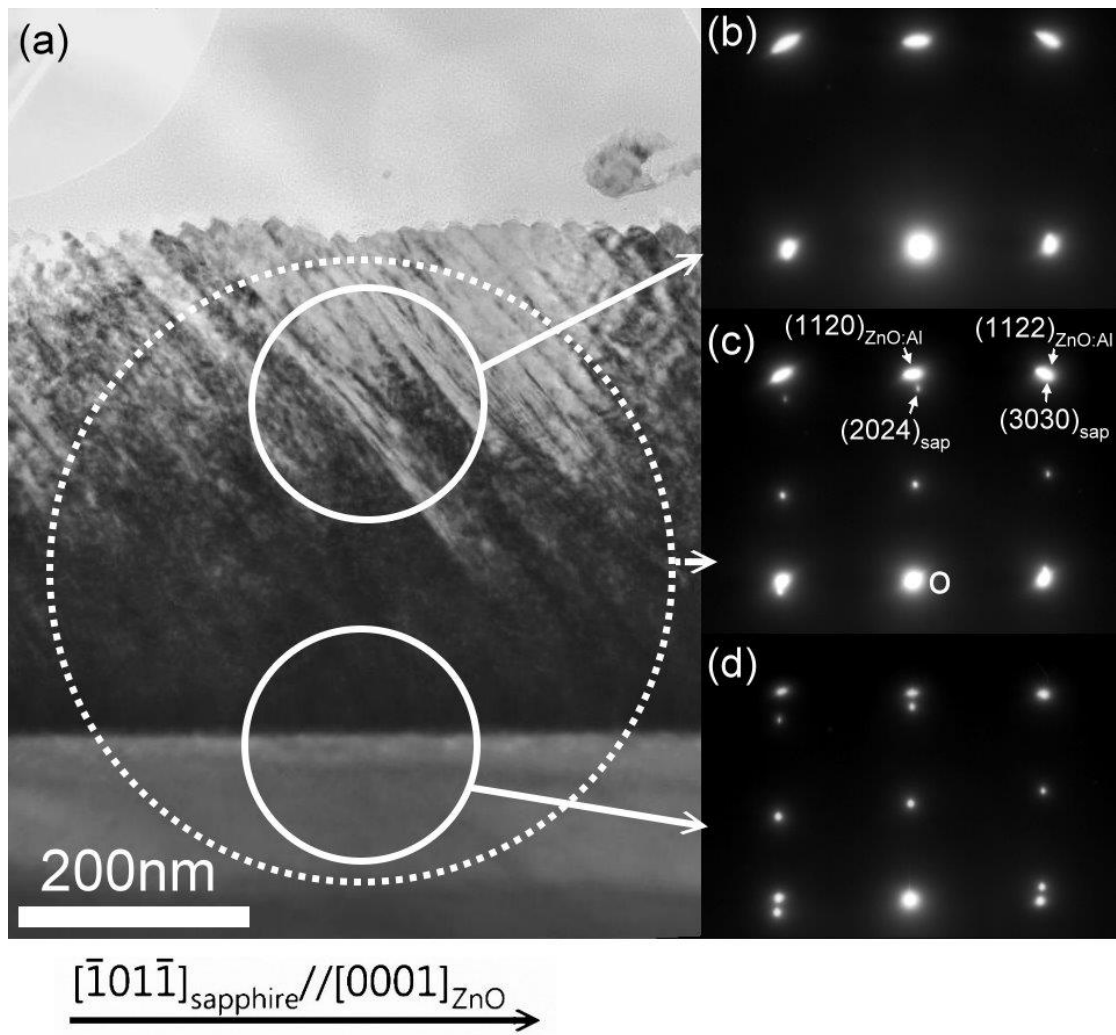 (a)
(b)
(1120)ZnO:Al
(1122)ZnO:Al
(c)
(2024)sap
(3030)sap
O
(d)
200nm
[1̄011̄]sapphire//[0001]ZnO